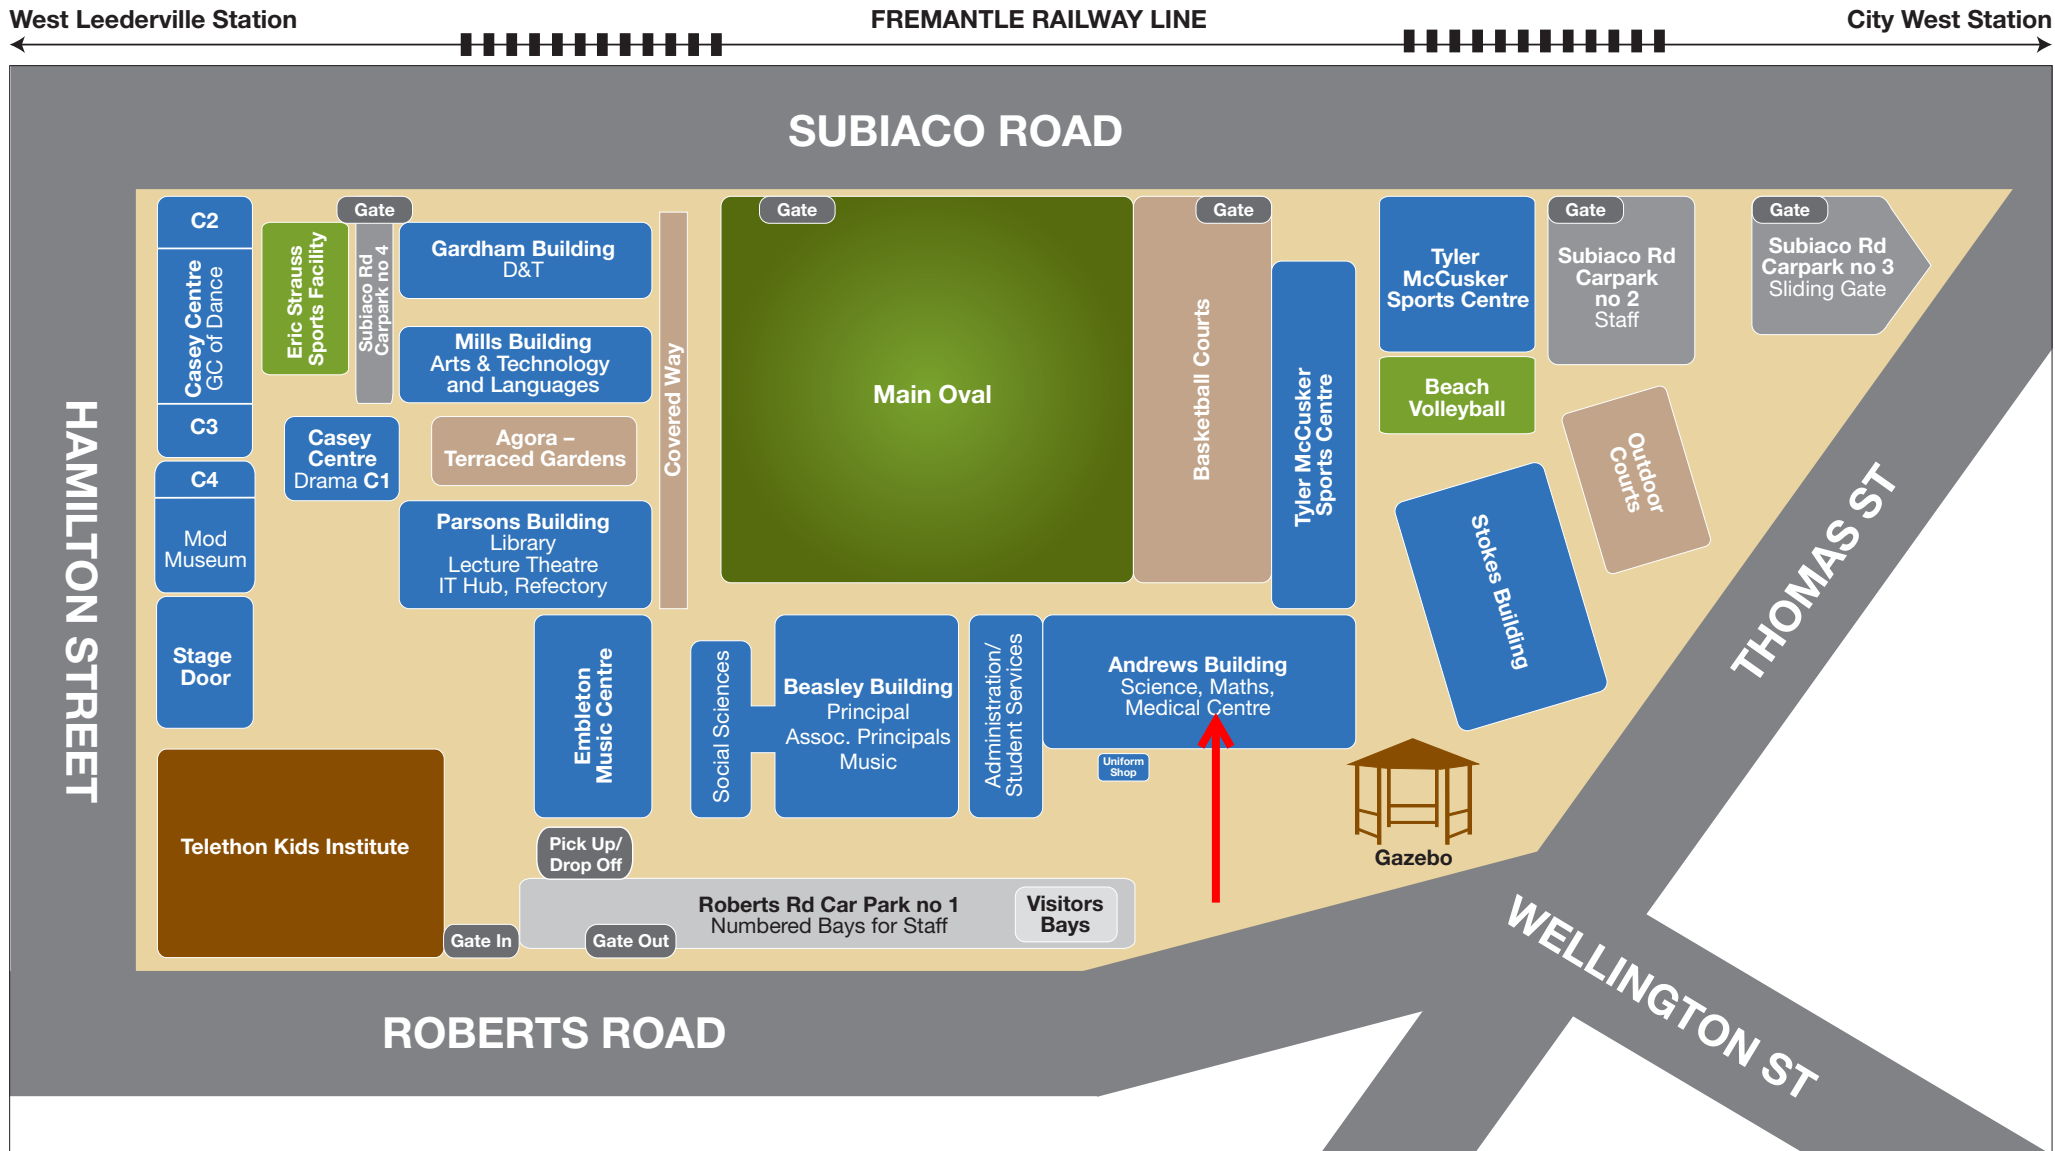 West Leederville Station
FREMANTLE RAILWAY LINE
City West Station
SUBIACO ROAD
HAMILTON STREET
C2
Casey Centre
GC of Dance
C3
C4
Mod
Museum
Stage
Door
Eric Strauss
Sports Facility
Gate
Subiaco Rd
Carpark no 4
Gardham Building
D&T
Mills Building
Arts & Technology
and Languages
Casey
Centre
Drama C1
Agora –
Terraced Gardens
Parsons Building
Library
Lecture Theatre
IT Hub, Refectory
Covered Way
Gate
Main Oval
Gate
Basketball Courts
Tyler McCusker
Sports Centre
Tyler
McCusker
Sports Centre
Beach
Volleyball
Gate
Subiaco Rd
Carpark
no 2
Staff
Gate
Subiaco Rd
Carpark no 3
Sliding Gate
Outdoor
Courts
Stokes Building
THOMAS ST
Embleton
Music Centre
Social Sciences
Beasley Building
Principal
Assoc. Principals
Music
Administration/
Student Services
Andrews Building
Science, Maths,
Medical Centre
Uniform
Shop
Gazebo
Telethon Kids Institute
Pick Up/
Drop Off
Roberts Rd Car Park no 1
Numbered Bays for Staff
Visitors
Bays
Gate In
Gate Out
WELLINGTON ST
ROBERTS ROAD